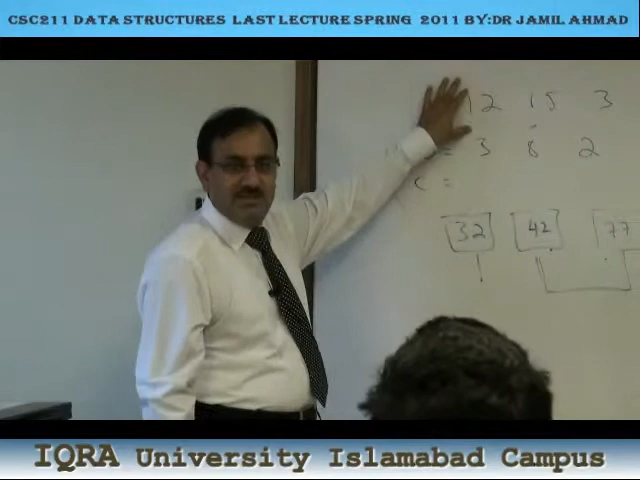 CSC211 DATA STRUCTURES LAST LECTURE SPRING 2011 BY:DR JAMIL AHMAD
12 15 3
= 3 8 2
c =
32 42 77
IQRA University Islamabad Campus